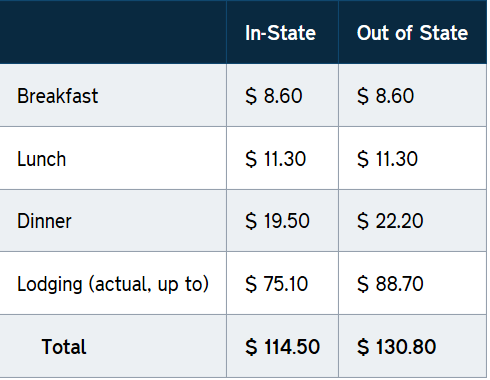 In-State Out of State
Breakfast $ 8.60 $ 8.60
Lunch $ 11.30 $ 11.30
Dinner $ 19.50 $ 22.20
Lodging (actual, up to) $ 75.10 $ 88.70
Total $ 114.50 $ 130.80